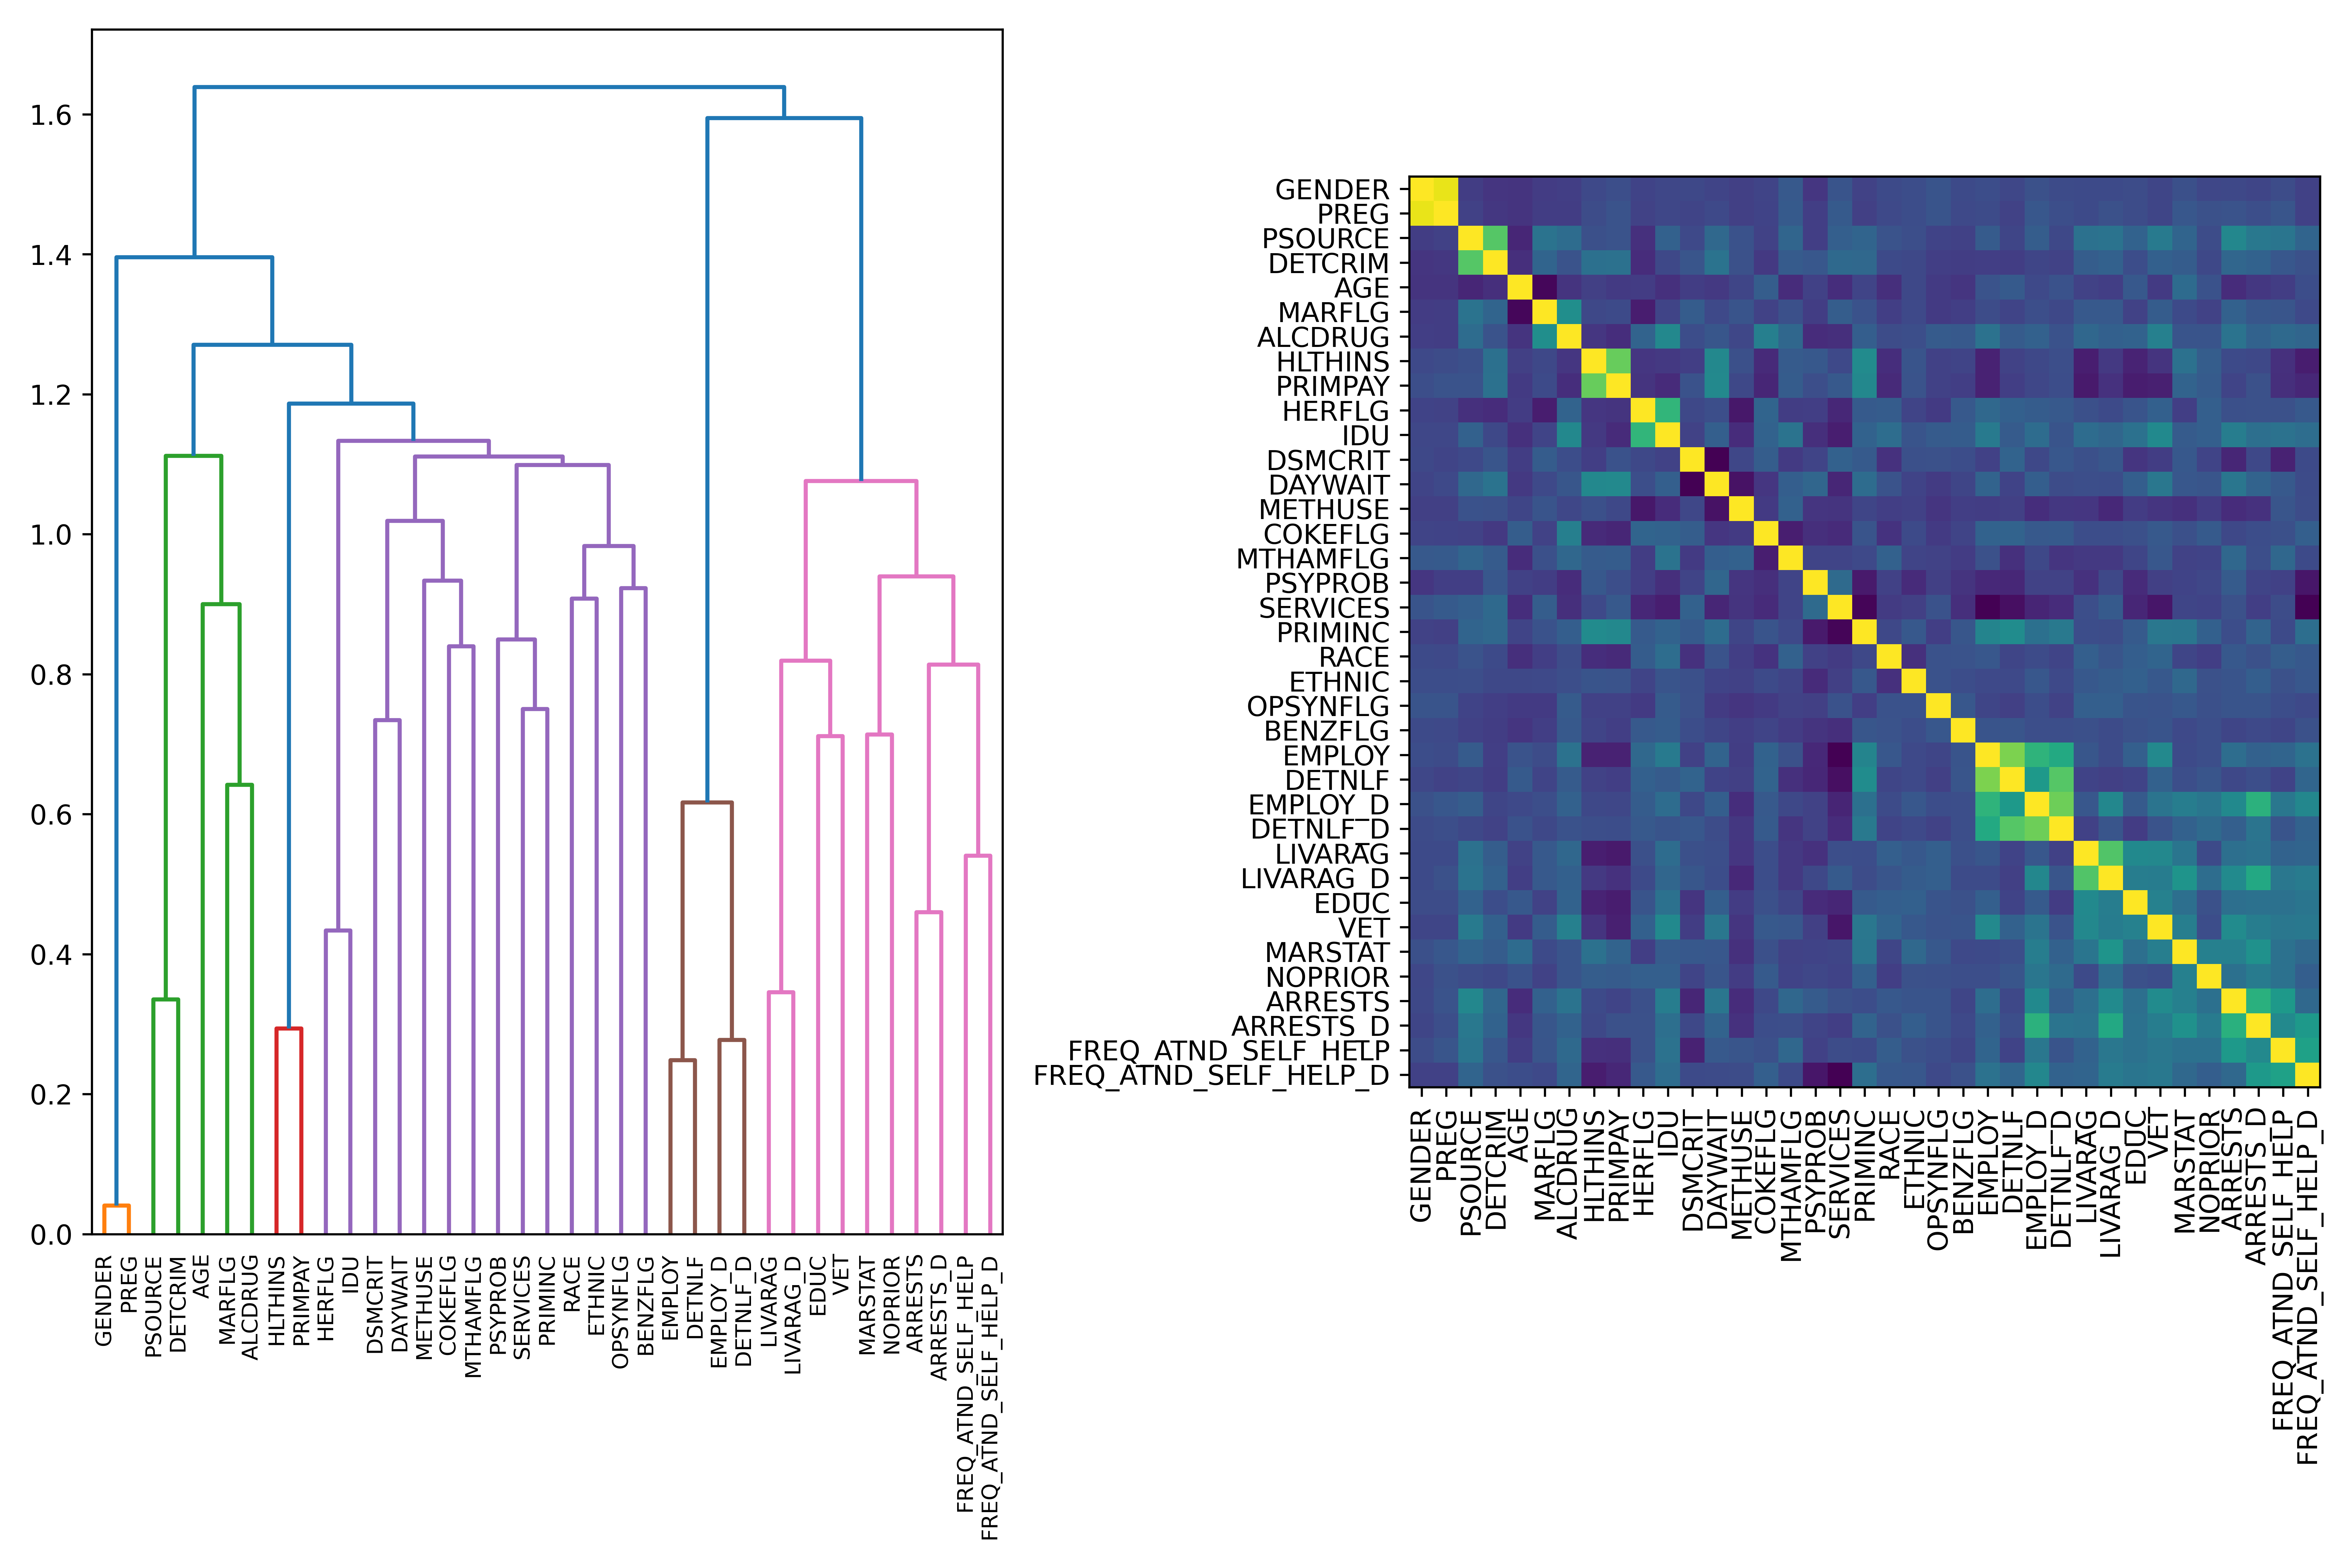 1.6
1.4
1.2
1.0
0.8
0.6
0.4
0.2
0.0
GENDER
PREG
PSOURCE
DETCRIM
AGE
MARFLG
ALCDRUG
HLTHINS
PRIMPAY
HERFLG
IDU
DSMCRIT
DAYWAIT
METHUSE
COKEFLG
MTHAMFLG
PSYPROB
SERVICES
PRIMINC
RACE
ETHNIC
OPSYNFLG
BENZFLG
EMPLOY
DETNLF
EMPLOY_D
DETNLF_D
LIVARAG
LIVARAG_D
EDUC
VET
MARSTAT
NOPRIOR
ARRESTS
ARRESTS_D
FREQ_ATND_SELF_HELP
FREQ_ATND_SELF_HELP_D
GENDER
PREG
PSOURCE
DETCRIM
AGE
MARFLG
ALCDRUG
HLTHINS
PRIMPAY
HERFLG
IDU
DSMCRIT
DAYWAIT
METHUSE
COKEFLG
MTHAMFLG
PSYPROB
SERVICES
PRIMINC
RACE
ETHNIC
OPSYNFLG
BENZFLG
EMPLOY
DETNLF
EMPLOY_D
DETNLF_D
LIVARAG
LIVARAG_D
EDUC
VET
MARSTAT
NOPRIOR
ARRESTS
ARRESTS_D
FREQ_ATND_SELF_HELP
FREQ_ATND_SELF_HELP_D
GENDER
PREG
PSOURCE
DETCRIM
AGE
MARFLG
ALCDRUG
HLTHINS
PRIMPAY
HERFLG
IDU
DSMCRIT
DAYWAIT
METHUSE
COKEFLG
MTHAMFLG
PSYPROB
SERVICES
PRIMINC
RACE
ETHNIC
OPSYNFLG
BENZFLG
EMPLOY
DETNLF
EMPLOY_D
DETNLF_D
LIVARAG
LIVARAG_D
EDUC
VET
MARSTAT
NOPRIOR
ARRESTS
ARRESTS_D
FREQ_ATND_SELF_HELP
FREQ_ATND_SELF_HELP_D